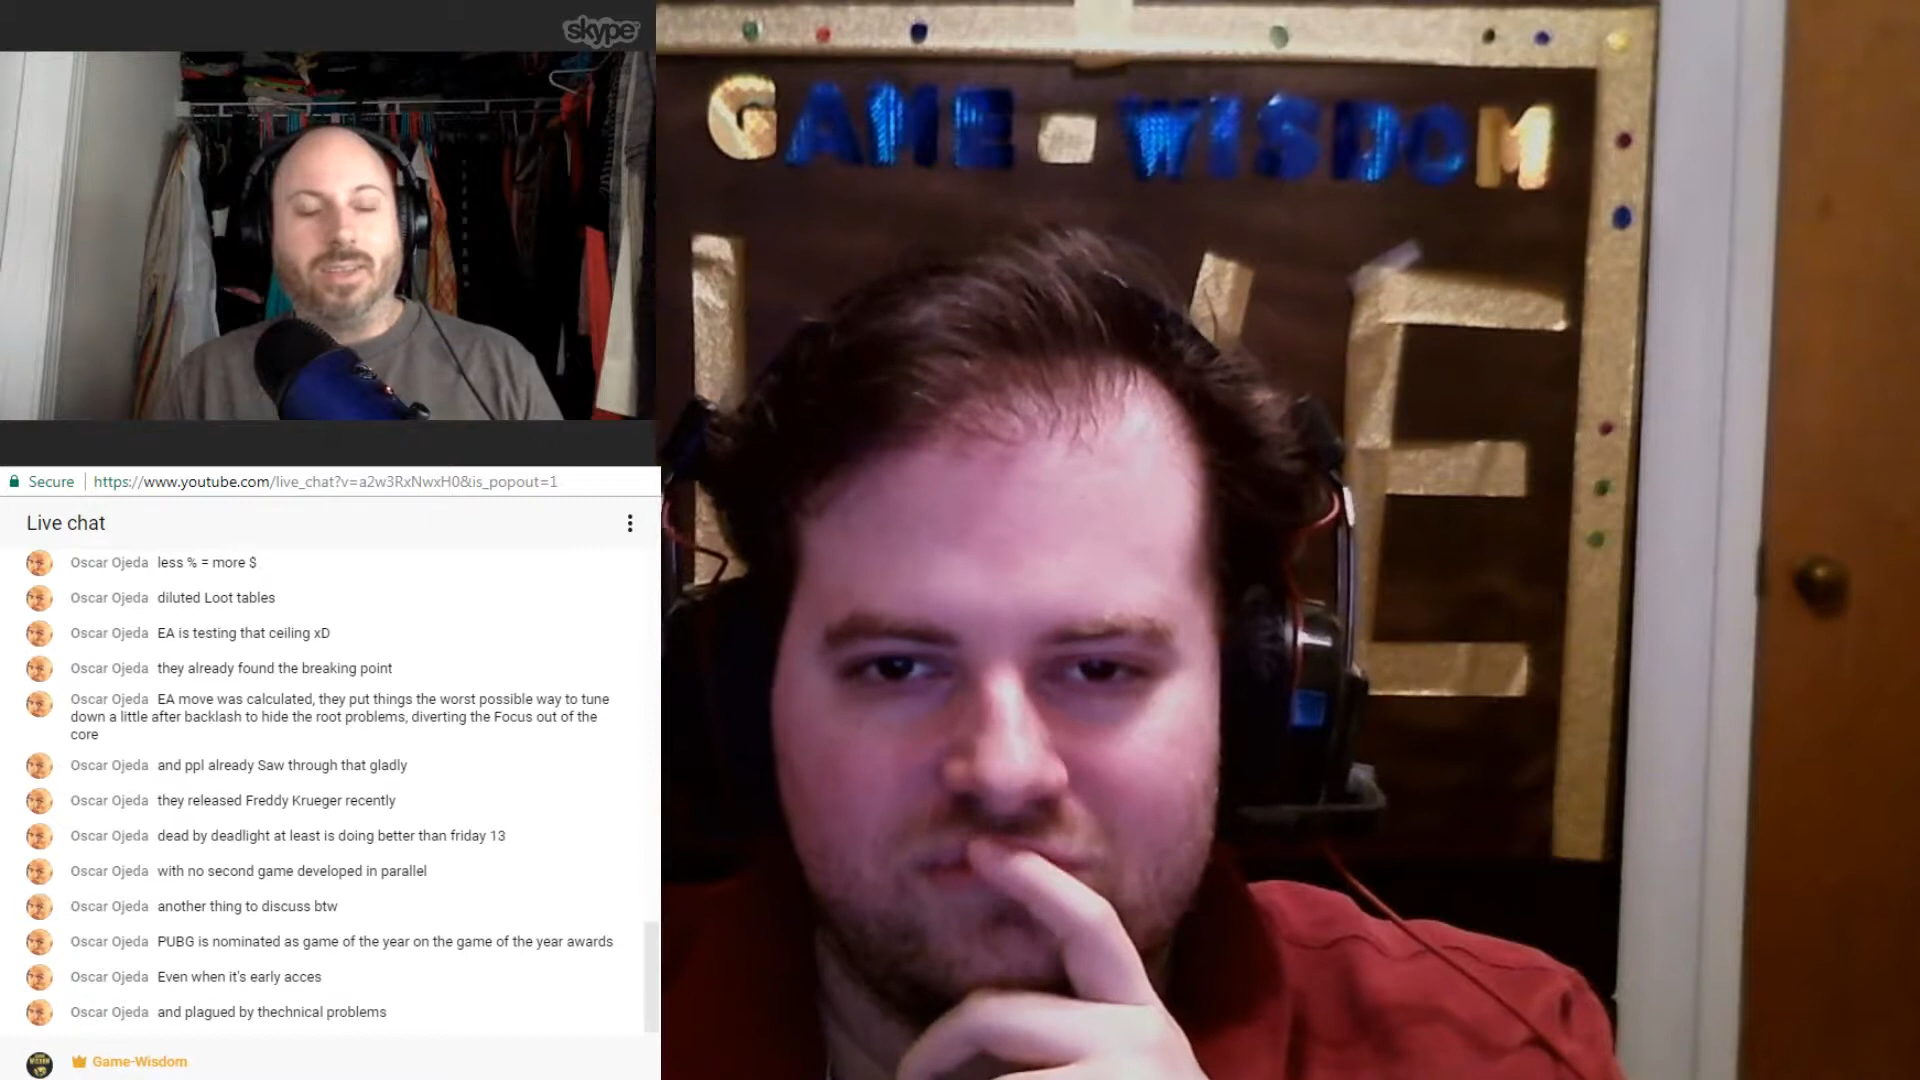 skype
GAME-WISDOM
LIVE
Secure
https://www.youtube.com/live_chat?v=a2w3RxNwxH0&is_popout=1
Live chat
Oscar Ojeda less % = more $
Oscar Ojeda diluted Loot tables
Oscar Ojeda EA is testing that ceiling xD
Oscar Ojeda they already found the breaking point
Oscar Ojeda EA move was calculated, they put things the worst possible way to tune
down a little after backlash to hide the root problems, diverting the Focus out of the
core
Oscar Ojeda and ppl already Saw through that gladly
Oscar Ojeda they released Freddy Krueger recently
Oscar Ojeda dead by deadlight at least is doing better than friday 13
Oscar Ojeda with no second game developed in parallel
Oscar Ojeda another thing to discuss btw
Oscar Ojeda PUBG is nominated as game of the year on the game of the year awards
Oscar Ojeda Even when it's early acces
Oscar Ojeda and plagued by thechnical problems
Game-Wisdom